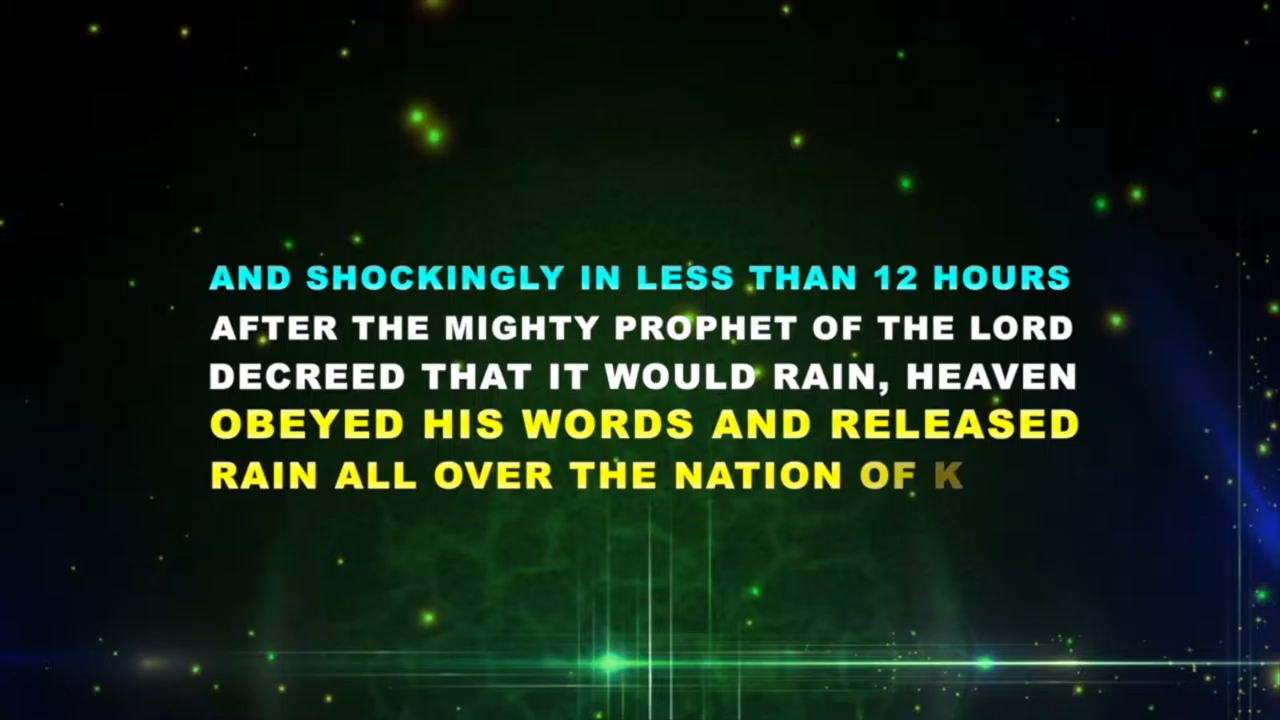 AND SHOCKINGLY IN LESS THAN 12 HOURS
AFTER THE MIGHTY PROPHET OF THE LORD
DECREED THAT IT WOULD RAIN, HEAVEN
OBEYED HIS WORDS AND RELEASED
RAIN ALL OVER THE NATION OF K